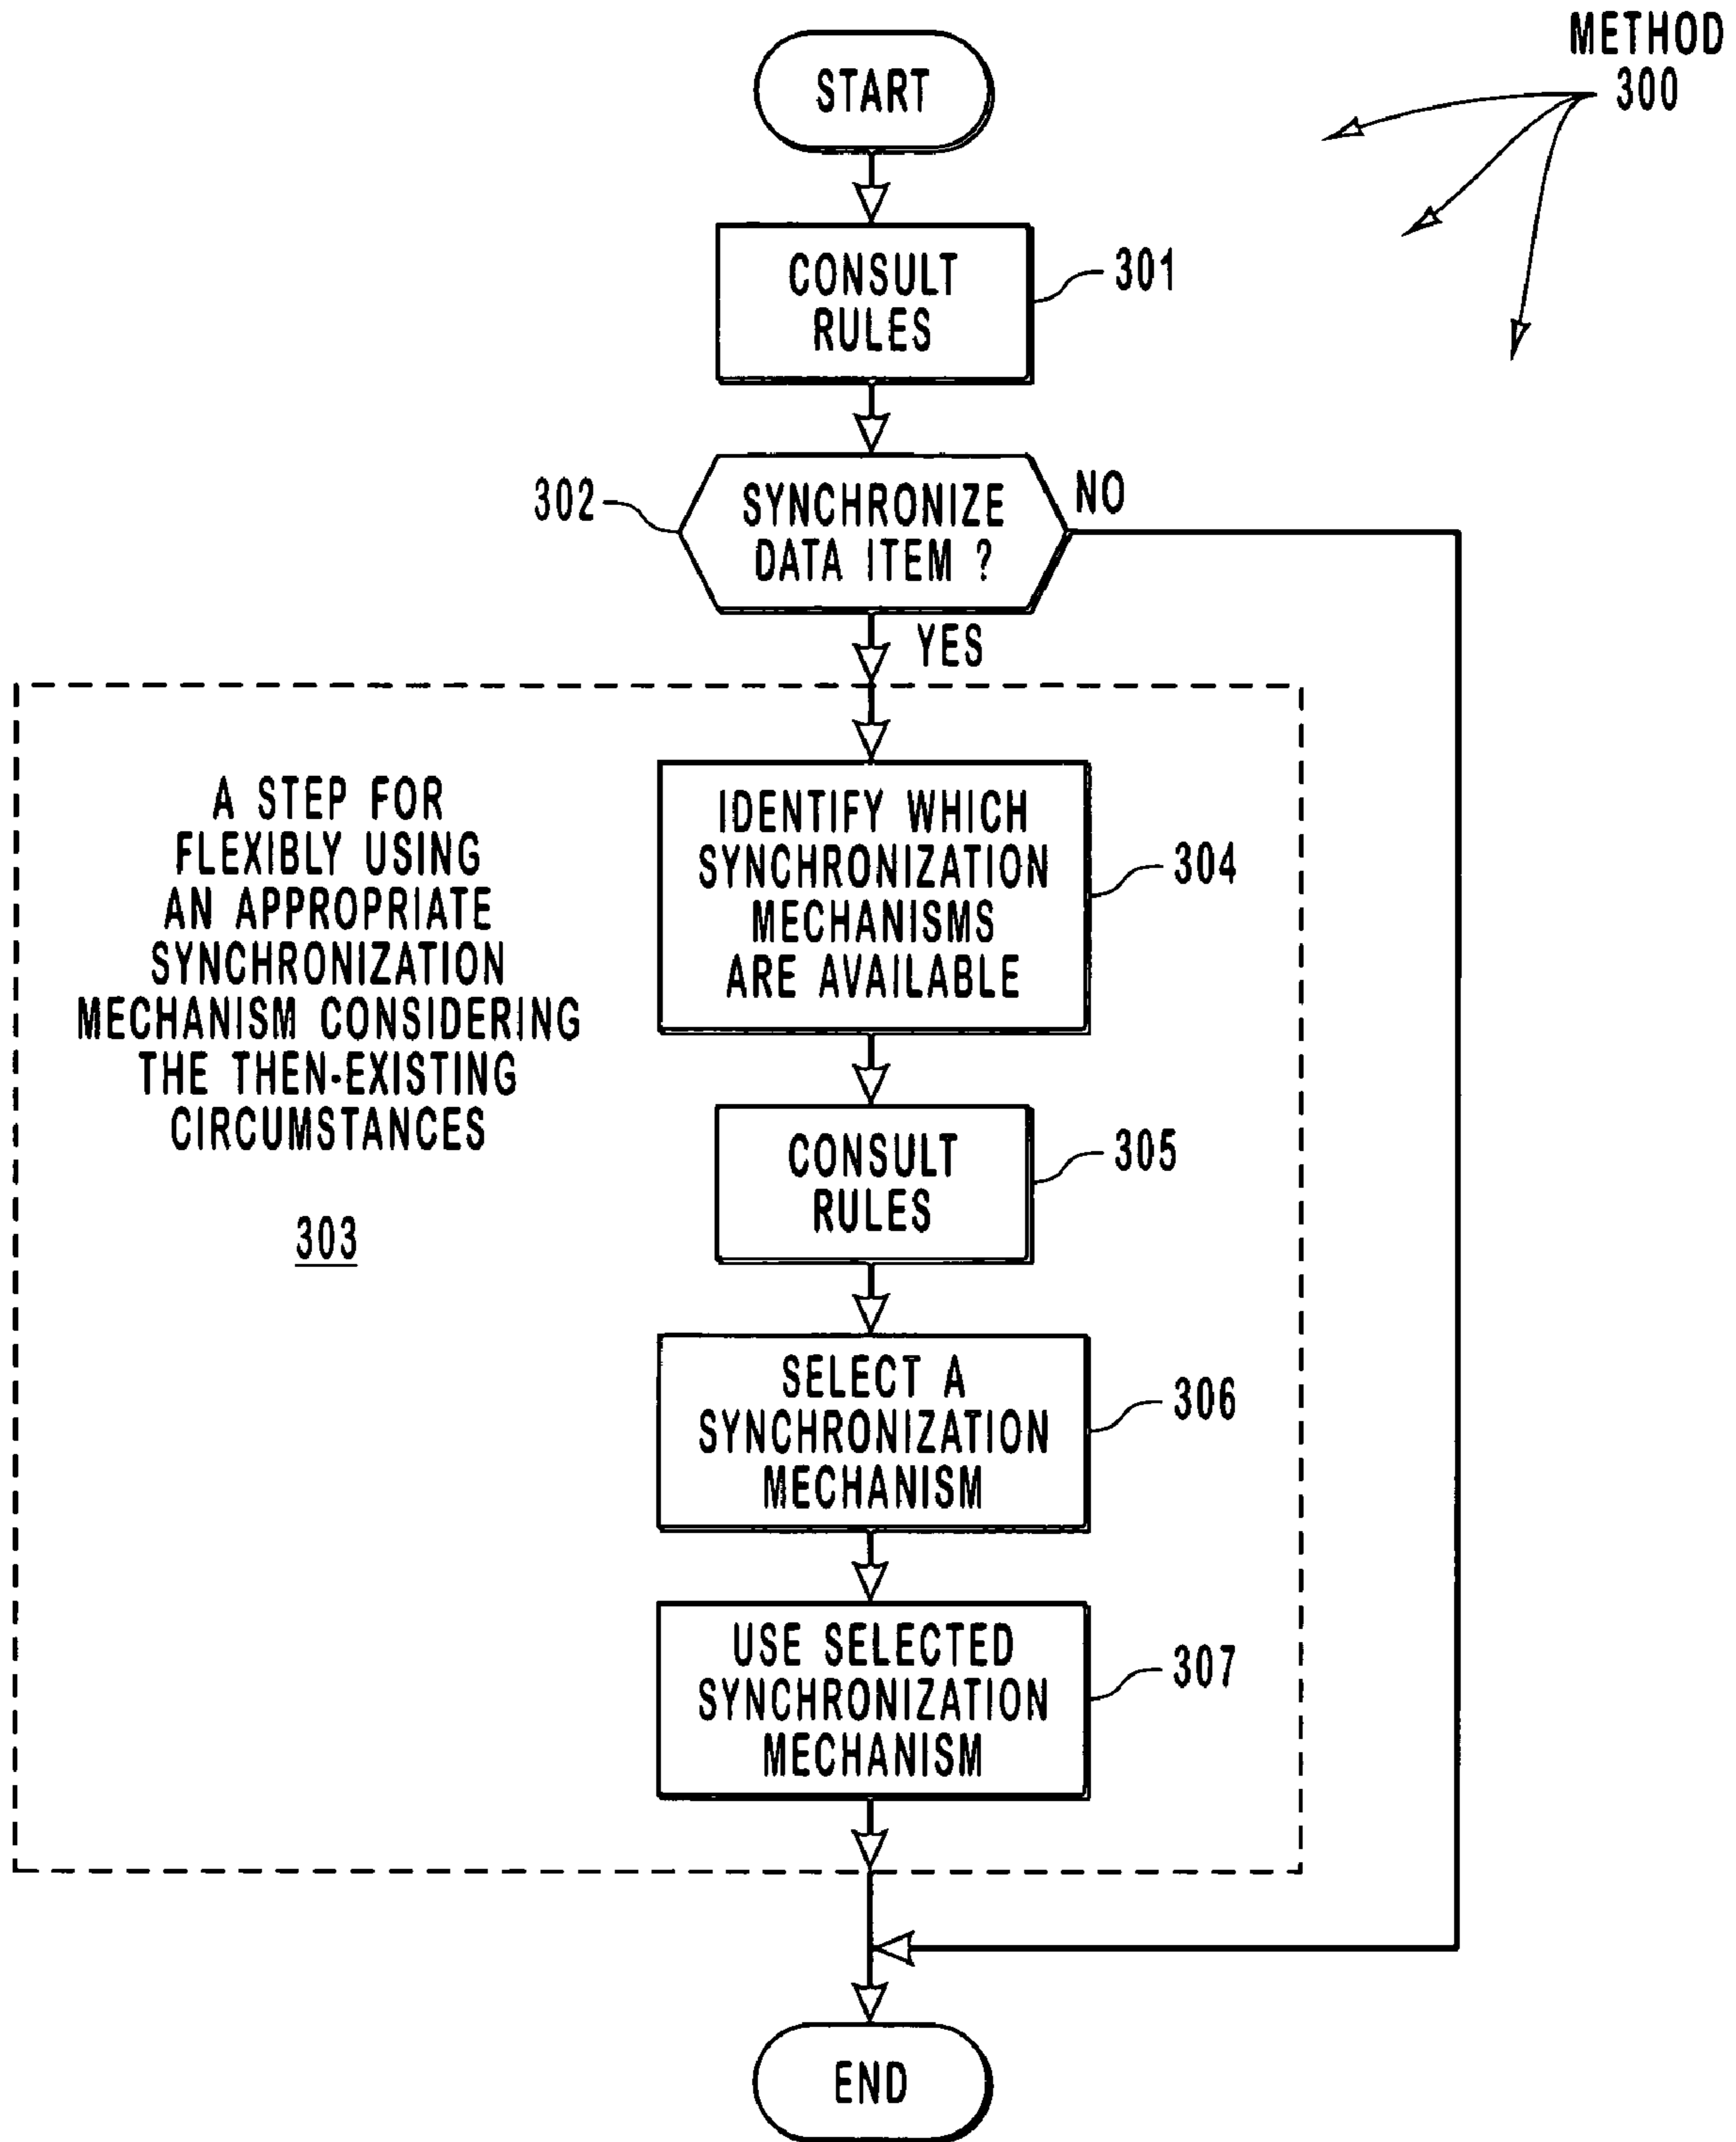 METHOD
300
START
CONSULT
RULES
301
302
SYNCHRONIZE
DATA ITEM ?
NO
YES
A STEP FOR
FLEXIBLY USING
AN APPROPRIATE
SYNCHRONIZATION
MECHANISM CONSIDERING
THE THEN-EXISTING
CIRCUMSTANCES
303
IDENTIFY WHICH
SYNCHRONIZATION
MECHANISMS
ARE AVAILABLE
304
CONSULT
RULES
305
SELECT A
SYNCHRONIZATION
MECHANISM
306
USE SELECTED
SYNCHRONIZATION
MECHANISM
307
END